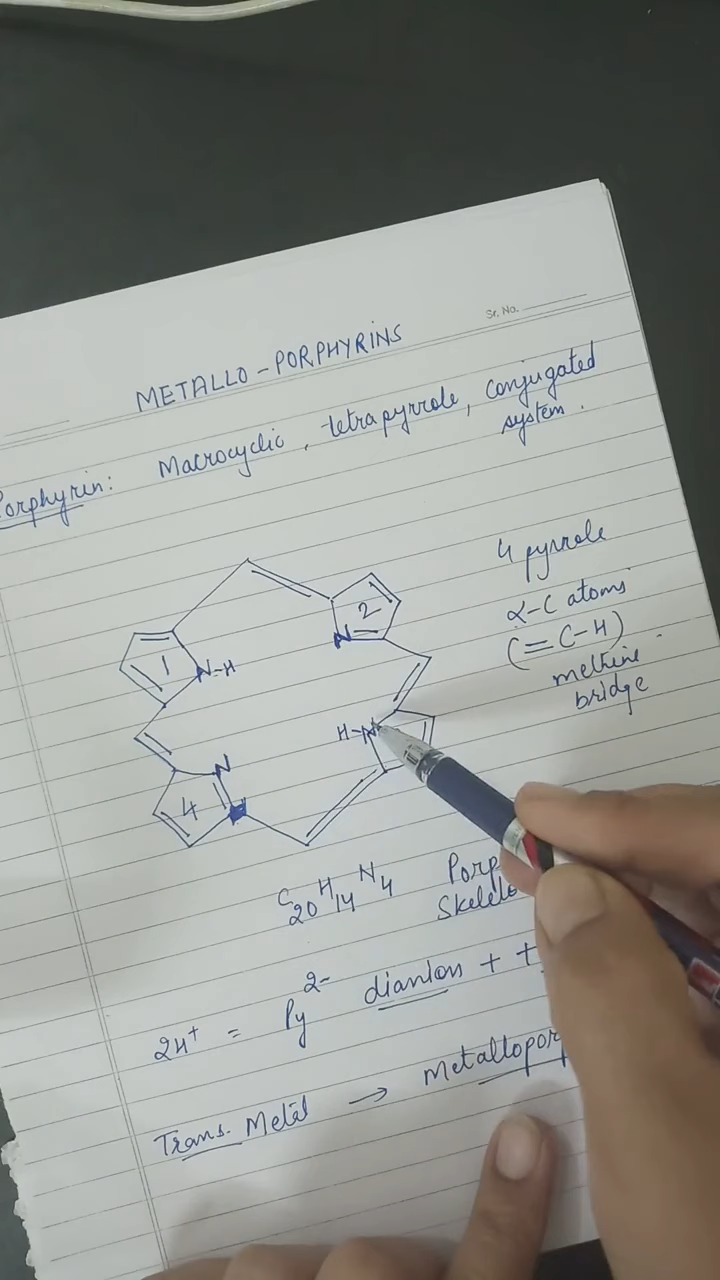 Sr. No.
METALLO-PORPHYRINS
Porphyrin: Macrocyclic, tetrapyrrole, conjugated
system.
4 pyrrole
α-C atoms
(=C-H)
methine
bridge
1 N-H
2 N
H-N
4 N
C20H14N4
2H+ = Py2- dianion +
Trans. Metal →